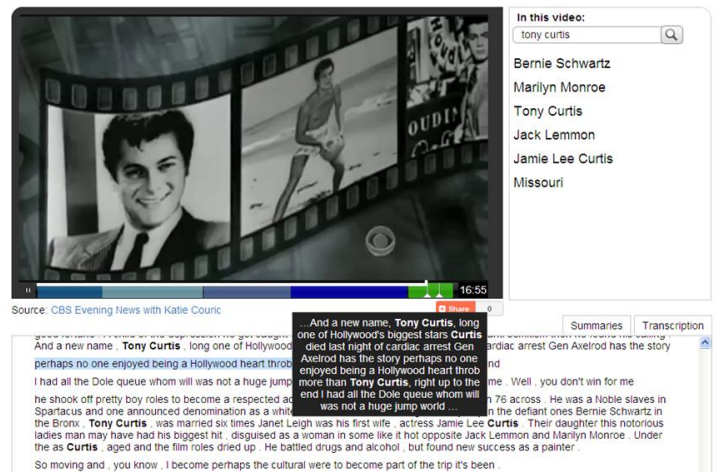 In this video:
tony curtis
Bernie Schwartz
Marilyn Monroe
Tony Curtis
Jack Lemmon
Jamie Lee Curtis
Missouri
OUDIN
16:55
Source: CBS Evening News with Katie Couric
Share 0
...And a new name, Tony Curtis, long
one of Hollywood's biggest stars Curtis
died last night of cardiac arrest Gen
Axelrod has the story perhaps no one
enjoyed being a Hollywood heart throb
more than Tony Curtis, right up to the
end I had all the Dole queue whom will
was not a huge jump world ...
Summaries Transcription
And a new name , Tony Curtis , long one of Hollywood ardiac arrest Gen Axelrod has the story
perhaps no one enjoyed being a Hollywood heart throb nd
I had all the Dole queue whom will was not a huge jump me . Well , you don't win for me
he shook off pretty boy roles to become a respected ac n 76 across . He was a Noble slaves in
Spartacus and one announced denomination as a white in the defiant ones Bernie Schwartz in
the Bronx , Tony Curtis , was married six times Janet Leigh was his first wife , actress Jamie Lee Curtis . Their daughter this notorious
ladies man may have had his biggest hit , disguised as a woman in some like it hot opposite Jack Lemmon and Marilyn Monroe . Under
the as Curtis , aged and the film roles dried up . He battled drugs and alcohol , but found new success as a painter .
So moving and , you know , I become perhaps the cultural were to become part of the trip it's been .